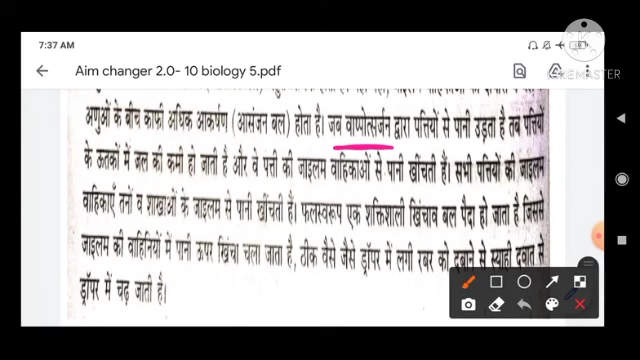 7:37 AM
Aim changer 2.0- 10 biology 5.pdf
अणुओं के बीच काफी अधिक आकर्षण (आसंजन बल) होता है। जब वाष्पोत्सर्जन द्वारा पत्तियों से पानी उड़ता है तब पत्तियों
के ऊतकों में जल की कमी हो जाती है और वे पत्ती की जाइलम वाहिकाओं से पानी खींचती हैं। सभी पत्तियों की जाइलम
वाहिकाएँ तनों व शाखाओं के जाइलम से पानी खींचती हैं। फलस्वरूप एक शक्तिशाली खिंचाव बल पैदा हो जाता है जिससे
जाइलम की वाहिनियों में पानी ऊपर खिंचा चला जाता है, ठीक वैसे जैसे ड्रॉपर में लगी रबर को दबाने से स्याही दवात से
ड्रॉपर में चढ़ जाती है।